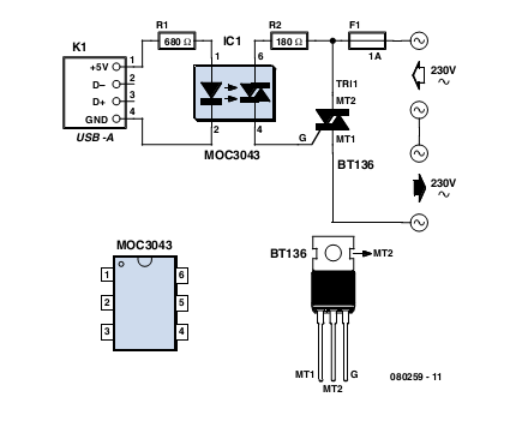 K1
+5V 1
D– 2
D+ 3
GND 4
USB -A
R1
680 Ω
IC1
1
6
2
4
MOC3043
R2
180 Ω
F1
1A
230V
~
TRI1
MT2
G
MT1
BT136
230V
~
MOC3043
1 6
2 5
3 4
BT136
MT2
MT1
MT2
G
080259 - 11